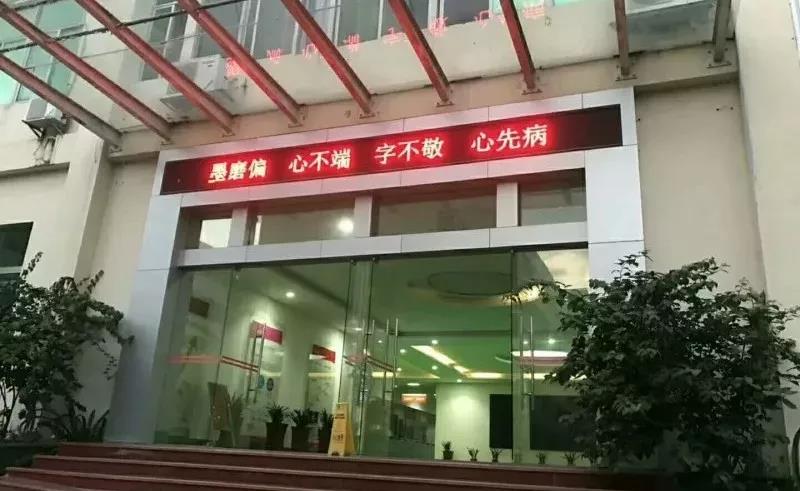 墨磨偏 心不端 字不敬 心先病